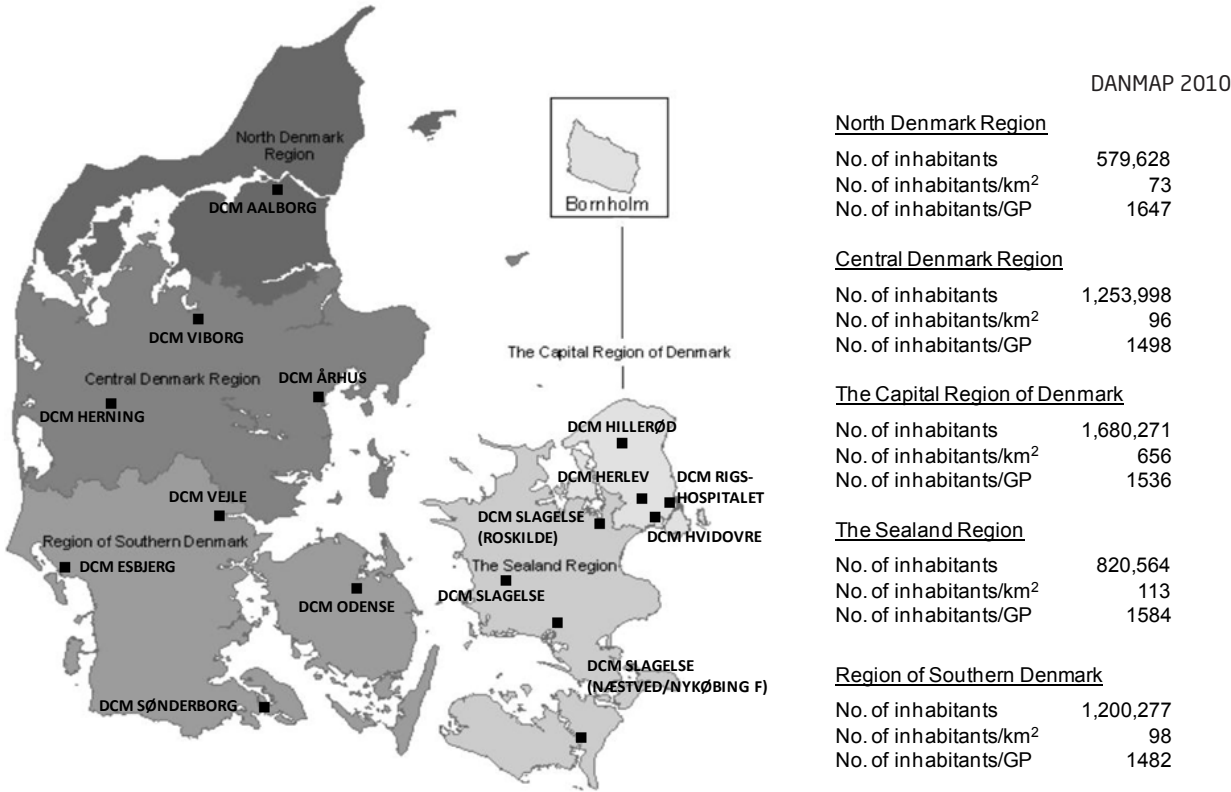 DANMAP 2010
North Denmark
Region
DCM AALBORG
Bornholm
DCM VIBORG
The Capital Region of Denmark
Central Denmark Region
DCM ÅRHUS
DCM HERNING
DCM HILLERØD
DCM HERLEV
DCM RIGS-
HOSPITALET
DCM VEJLE
DCM SLAGELSE
(ROSKILDE)
DCM HVIDOVRE
Region of Southern Denmark
The Sealand Region
DCM ESBJERG
DCM ODENSE
DCM SLAGELSE
DCM SLAGELSE
(NÆSTVED/NYKØBING F)
DCM SØNDERBORG
North Denmark Region
No. of inhabitants 579,628
No. of inhabitants/km² 73
No. of inhabitants/GP 1647
Central Denmark Region
No. of inhabitants 1,253,998
No. of inhabitants/km² 96
No. of inhabitants/GP 1498
The Capital Region of Denmark
No. of inhabitants 1,680,271
No. of inhabitants/km² 656
No. of inhabitants/GP 1536
The Sealand Region
No. of inhabitants 820,564
No. of inhabitants/km² 113
No. of inhabitants/GP 1584
Region of Southern Denmark
No. of inhabitants 1,200,277
No. of inhabitants/km² 98
No. of inhabitants/GP 1482